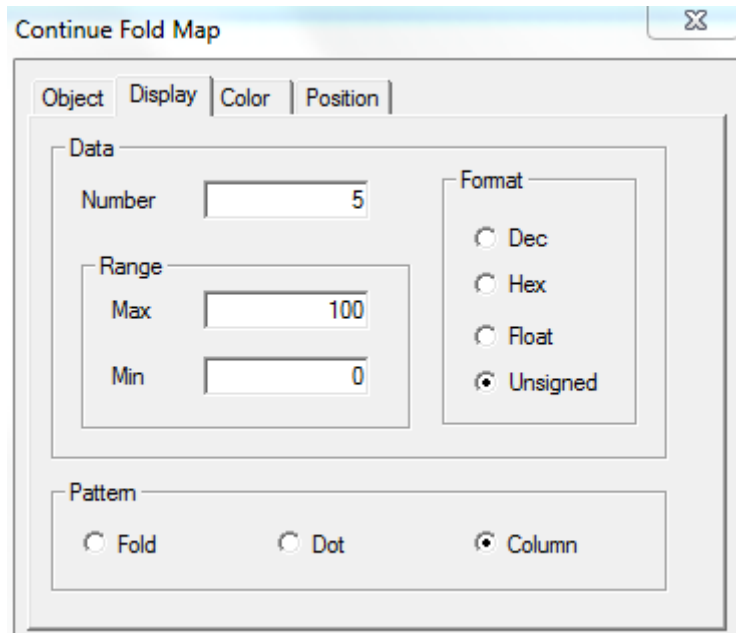 Continue Fold Map
Object Display Color Position
Data
Number 5
Range
Max 100
Min 0
Format
Dec
Hex
Float
Unsigned
Pattern
Fold Dot Column